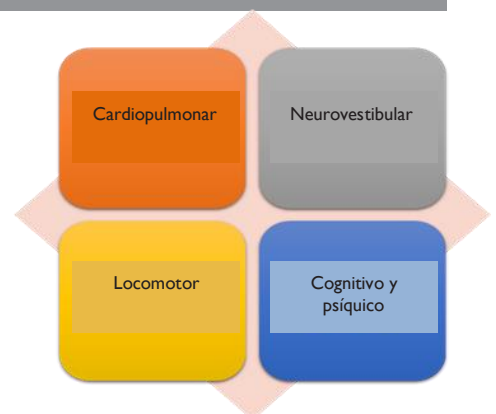 Cardiopulmonar
Neurovestibular
Locomotor
Cognitivo y
psíquico